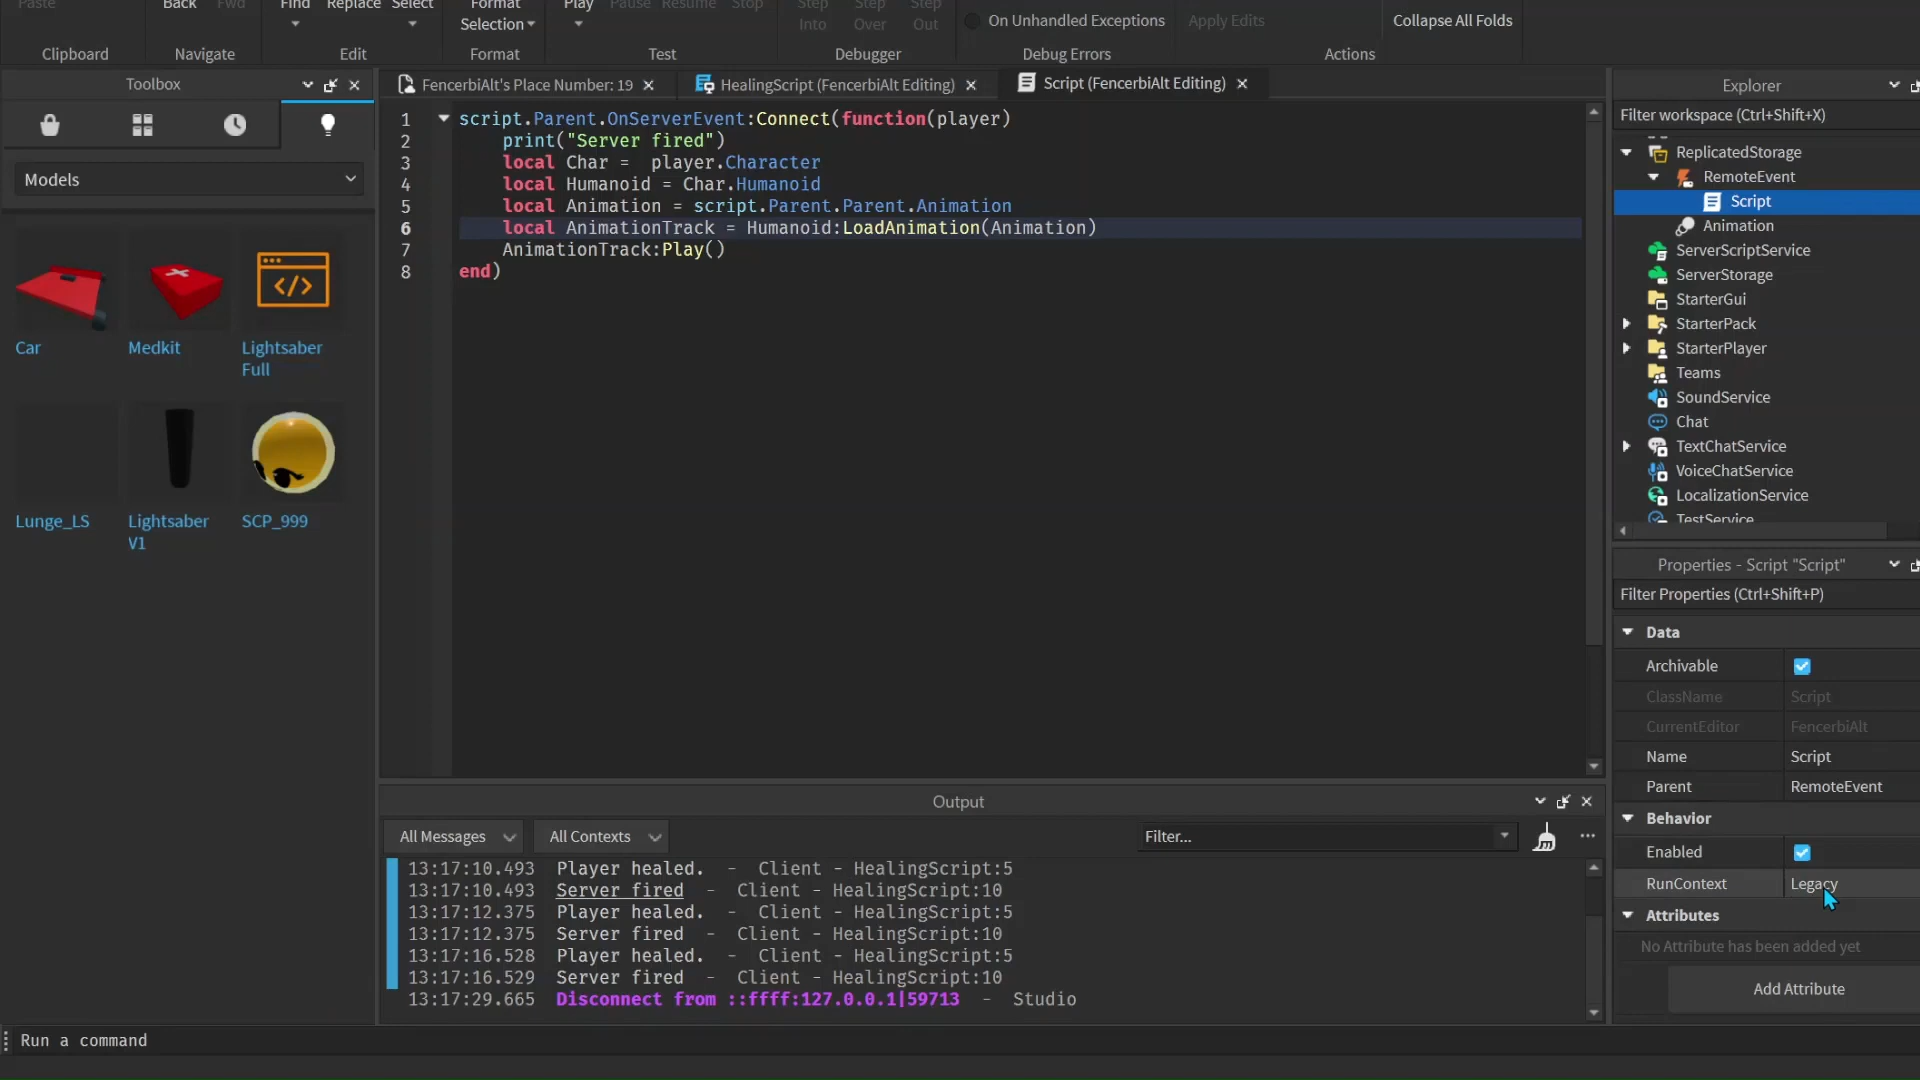 Paste
Back Fwd
Find Replace Select
Format
Selection
Play Pause Resume Stop
Step Into
Step Over
Step Out
On Unhandled Exceptions
Apply Edits
Collapse All Folds
Clipboard
Navigate
Edit
Format
Test
Debugger
Debug Errors
Actions
Toolbox
FencerbiAlt's Place Number: 19
HealingScript (FencerbiAlt Editing)
Script (FencerbiAlt Editing)
Models
Car
Medkit
Lightsaber
Full
Lunge_LS
Lightsaber
V1
SCP_999
1 script.Parent.OnServerEvent:Connect(function(player)
2 print("Server fired")
3 local Char =  player.Character
4 local Humanoid = Char.Humanoid
5 local Animation = script.Parent.Parent.Animation
6 local AnimationTrack = Humanoid:LoadAnimation(Animation)
7 AnimationTrack:Play()
8 end)
Output
All Messages
All Contexts
Filter...
13:17:10.493 Player healed. - Client - HealingScript:5
13:17:10.493 Server fired - Client - HealingScript:10
13:17:12.375 Player healed. - Client - HealingScript:5
13:17:12.375 Server fired - Client - HealingScript:10
13:17:16.528 Player healed. - Client - HealingScript:5
13:17:16.529 Server fired - Client - HealingScript:10
13:17:29.665 Disconnect from ::ffff:127.0.0.1|59713 - Studio
Run a command
Explorer
Filter workspace (Ctrl+Shift+X)
ReplicatedStorage
RemoteEvent
Script
Animation
ServerScriptService
ServerStorage
StarterGui
StarterPack
StarterPlayer
Teams
SoundService
Chat
TextChatService
VoiceChatService
LocalizationService
TestService
Properties - Script "Script"
Filter Properties (Ctrl+Shift+P)
Data
Archivable
ClassName Script
CurrentEditor FencerbiAlt
Name Script
Parent RemoteEvent
Behavior
Enabled
RunContext Legacy
Attributes
No Attribute has been added yet
Add Attribute